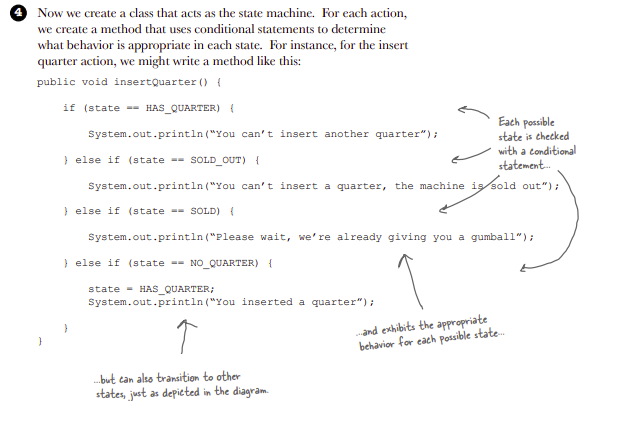 4 Now we create a class that acts as the state machine. For each action,
we create a method that uses conditional statements to determine
what behavior is appropriate in each state. For instance, for the insert
quarter action, we might write a method like this:
public void insertQuarter() {
if (state == HAS_QUARTER) {
System.out.println("You can't insert another quarter");
} else if (state == SOLD_OUT) {
System.out.println("You can't insert a quarter, the machine is sold out");
} else if (state == SOLD) {
System.out.println("Please wait, we're already giving you a gumball");
} else if (state == NO_QUARTER) {
state = HAS_QUARTER;
System.out.println("You inserted a quarter");
}
}
Each possible
state is checked
with a conditional
statement...
...and exhibits the appropriate
behavior for each possible state...
...but can also transition to other
states, just as depicted in the diagram.